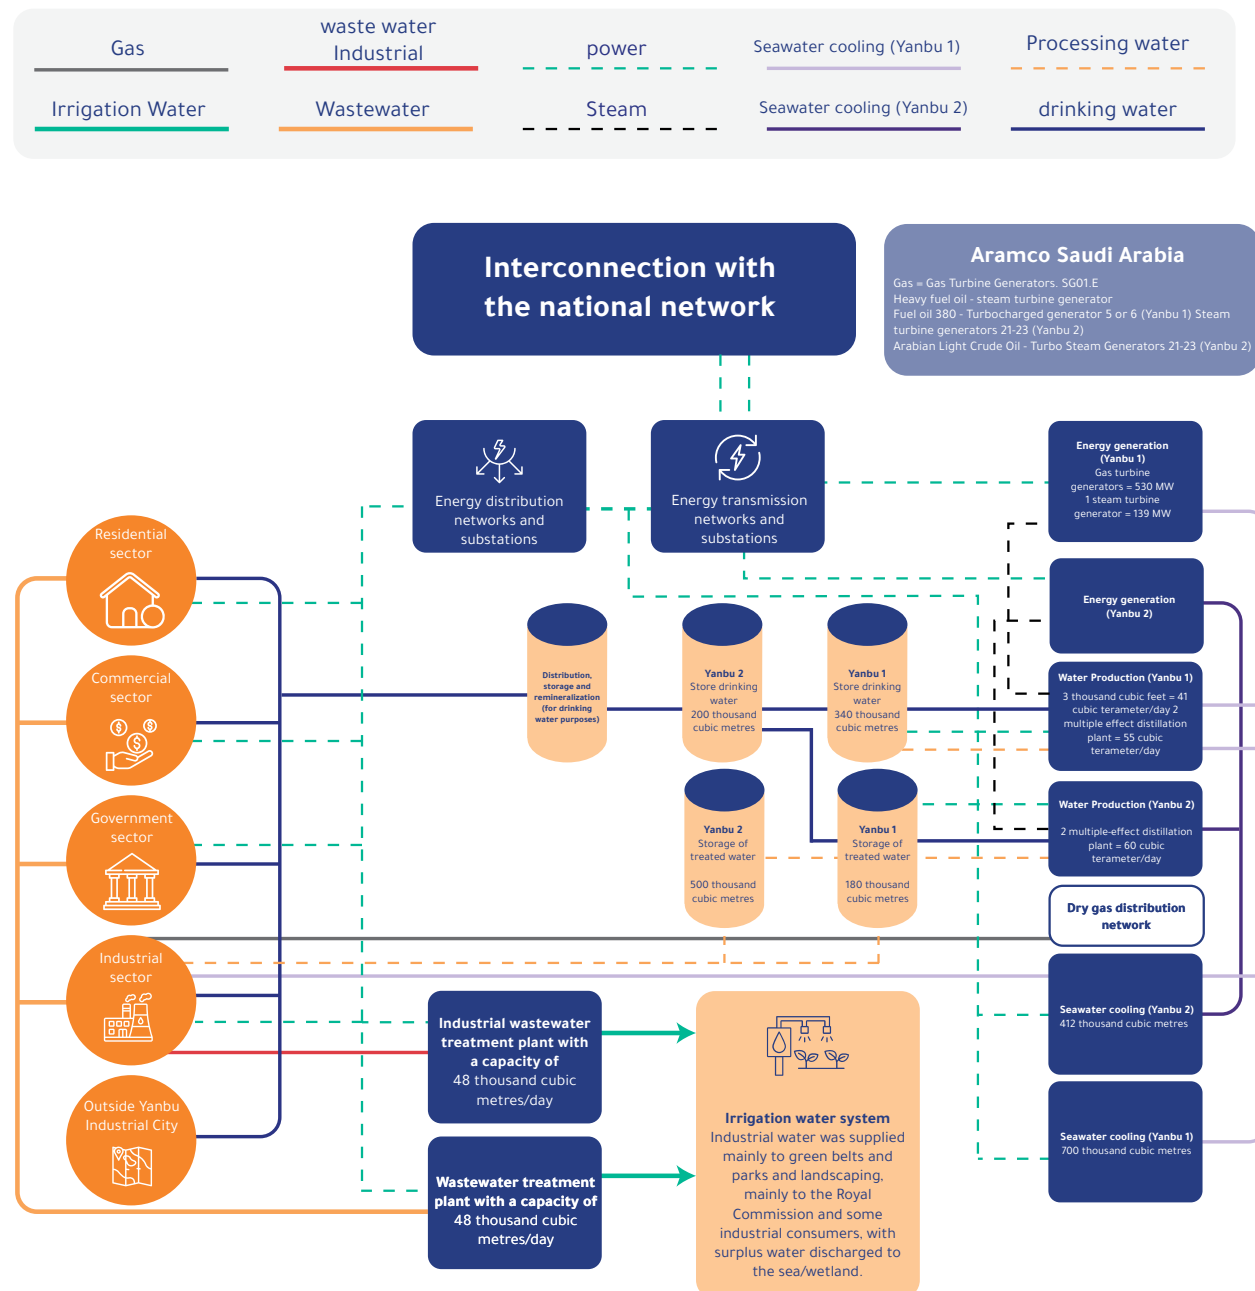 Gas
waste water
Industrial
power
Seawater cooling (Yanbu 1)
Processing water
Irrigation Water
Wastewater
Steam
Seawater cooling (Yanbu 2)
drinking water
Interconnection with
the national network
Aramco Saudi Arabia
Gas = Gas Turbine Generators. SG01.E
Heavy fuel oil - steam turbine generator
Fuel oil 380 - Turbocharged generator 5 or 6 (Yanbu 1) Steam
turbine generators 21-23 (Yanbu 2)
Arabian Light Crude Oil - Turbo Steam Generators 21-23 (Yanbu 2)
Energy distribution
networks and
substations
Energy transmission
networks and
substations
Energy generation
(Yanbu 1)
Gas turbine
generators = 530 MW
1 steam turbine
generator = 139 MW
Energy generation
(Yanbu 2)
Residential
sector
Commercial
sector
Government
sector
Industrial
sector
Outside Yanbu
Industrial City
Distribution,
storage and
remineralization
(for drinking
water purposes)
Yanbu 2
Store drinking
water
200 thousand
cubic metres
Yanbu 1
Store drinking
water
340 thousand
cubic metres
Water Production (Yanbu 1)
3 thousand cubic feet = 41
cubic terameter/day 2
multiple effect distillation
plant = 55 cubic
terameter/day
Yanbu 2
Storage of
treated water
500 thousand
cubic metres
Yanbu 1
Storage of
treated water
180 thousand
cubic metres
Water Production (Yanbu 2)
2 multiple-effect distillation
plant = 60 cubic
terameter/day
Dry gas distribution
network
Seawater cooling (Yanbu 2)
412 thousand cubic metres
Seawater cooling (Yanbu 1)
700 thousand cubic metres
Industrial wastewater
treatment plant with
a capacity of
48 thousand cubic
metres/day
Wastewater treatment
plant with a capacity of
48 thousand cubic
metres/day
Irrigation water system
Industrial water was supplied
mainly to green belts and
parks and landscaping,
mainly to the Royal
Commission and some
industrial consumers, with
surplus water discharged to
the sea/wetland.